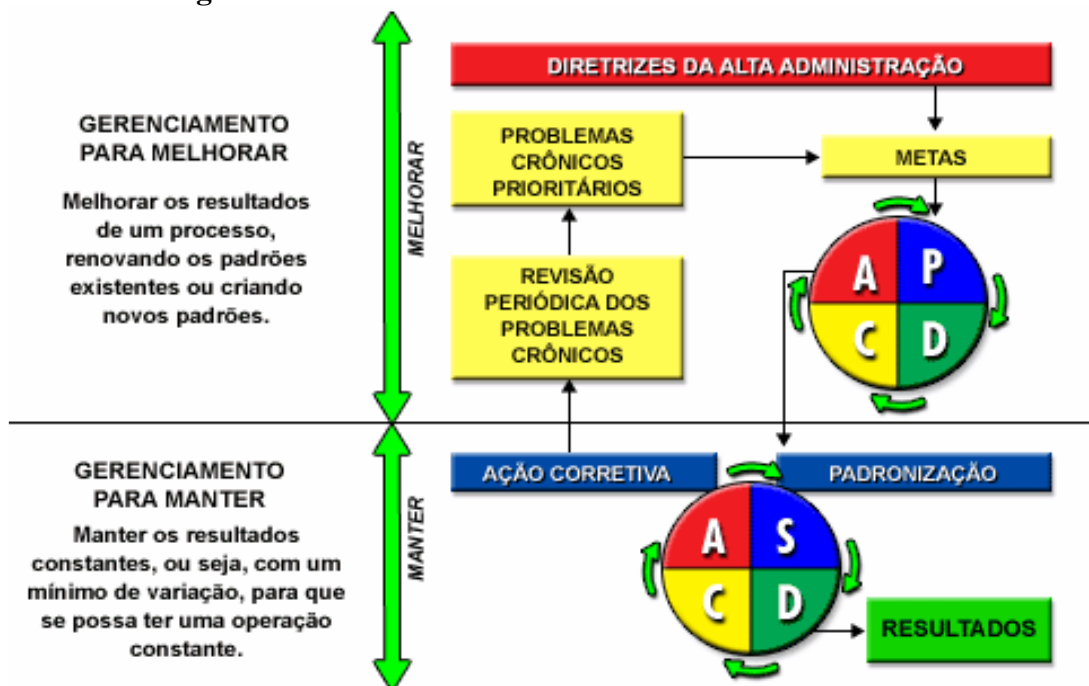 DIRETRIZES DA ALTA ADMINISTRAÇÃO
GERENCIAMENTO
PARA MELHORAR
Melhorar os resultados
de um processo,
renovando os padrões
existentes ou criando
novos padrões.
MELHORAR
PROBLEMAS
CRÔNICOS
PRIORITÁRIOS
METAS
REVISÃO
PERIÓDICA DOS
PROBLEMAS
CRÔNICOS
A P
C D
GERENCIAMENTO
PARA MANTER
Manter os resultados
constantes, ou seja, com um
mínimo de variação, para que
se possa ter uma operação
constante.
MANTER
AÇÃO CORRETIVA
PADRONIZAÇÃO
A S
C D
RESULTADOS